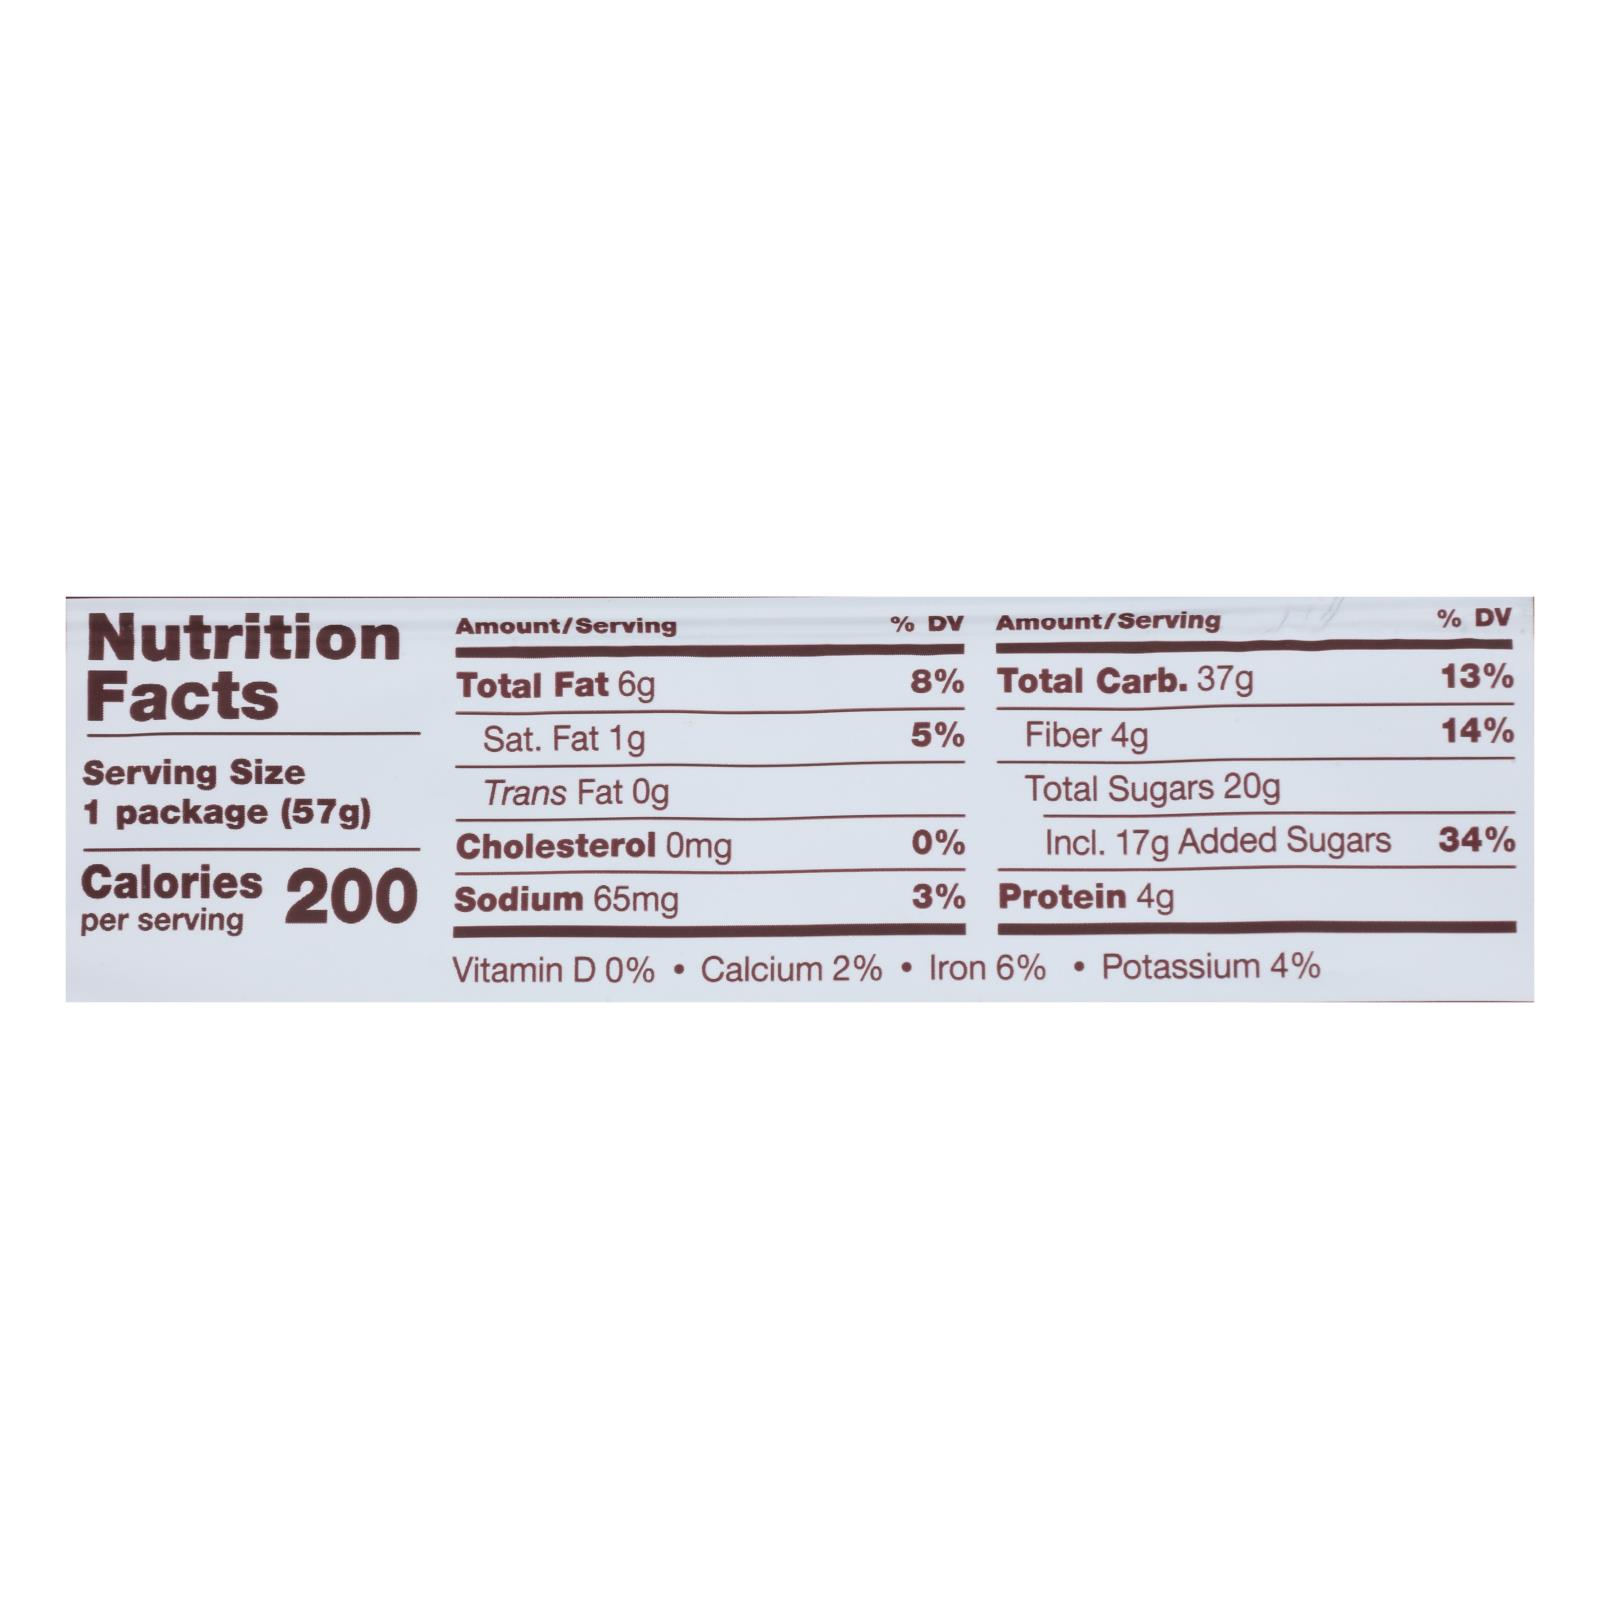 Nutrition
Facts
Serving Size
1 package (57g)
Calories 200
per serving
Amount/Serving % DV
Total Fat 6g 8%
Sat. Fat 1g 5%
Trans Fat 0g
Cholesterol 0mg 0%
Sodium 65mg 3%
Amount/Serving % DV
Total Carb. 37g 13%
Fiber 4g 14%
Total Sugars 20g
Incl. 17g Added Sugars 34%
Protein 4g
Vitamin D 0% • Calcium 2% • Iron 6% • Potassium 4%